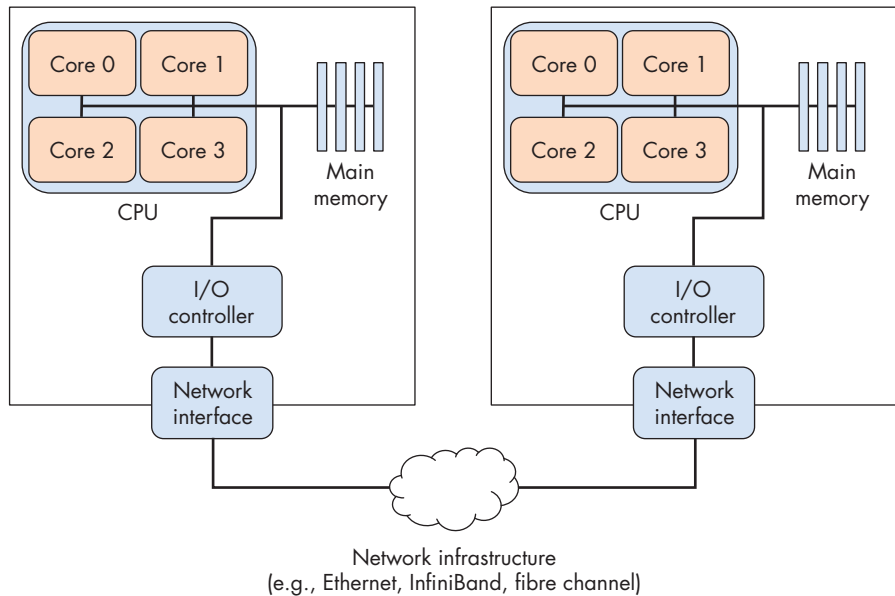 Core 0
Core 1
Core 2
Core 3
CPU
Main
memory
I/O
controller
Network
interface
Core 0
Core 1
Core 2
Core 3
CPU
Main
memory
I/O
controller
Network
interface
Network infrastructure
(e.g., Ethernet, InfiniBand, fibre channel)